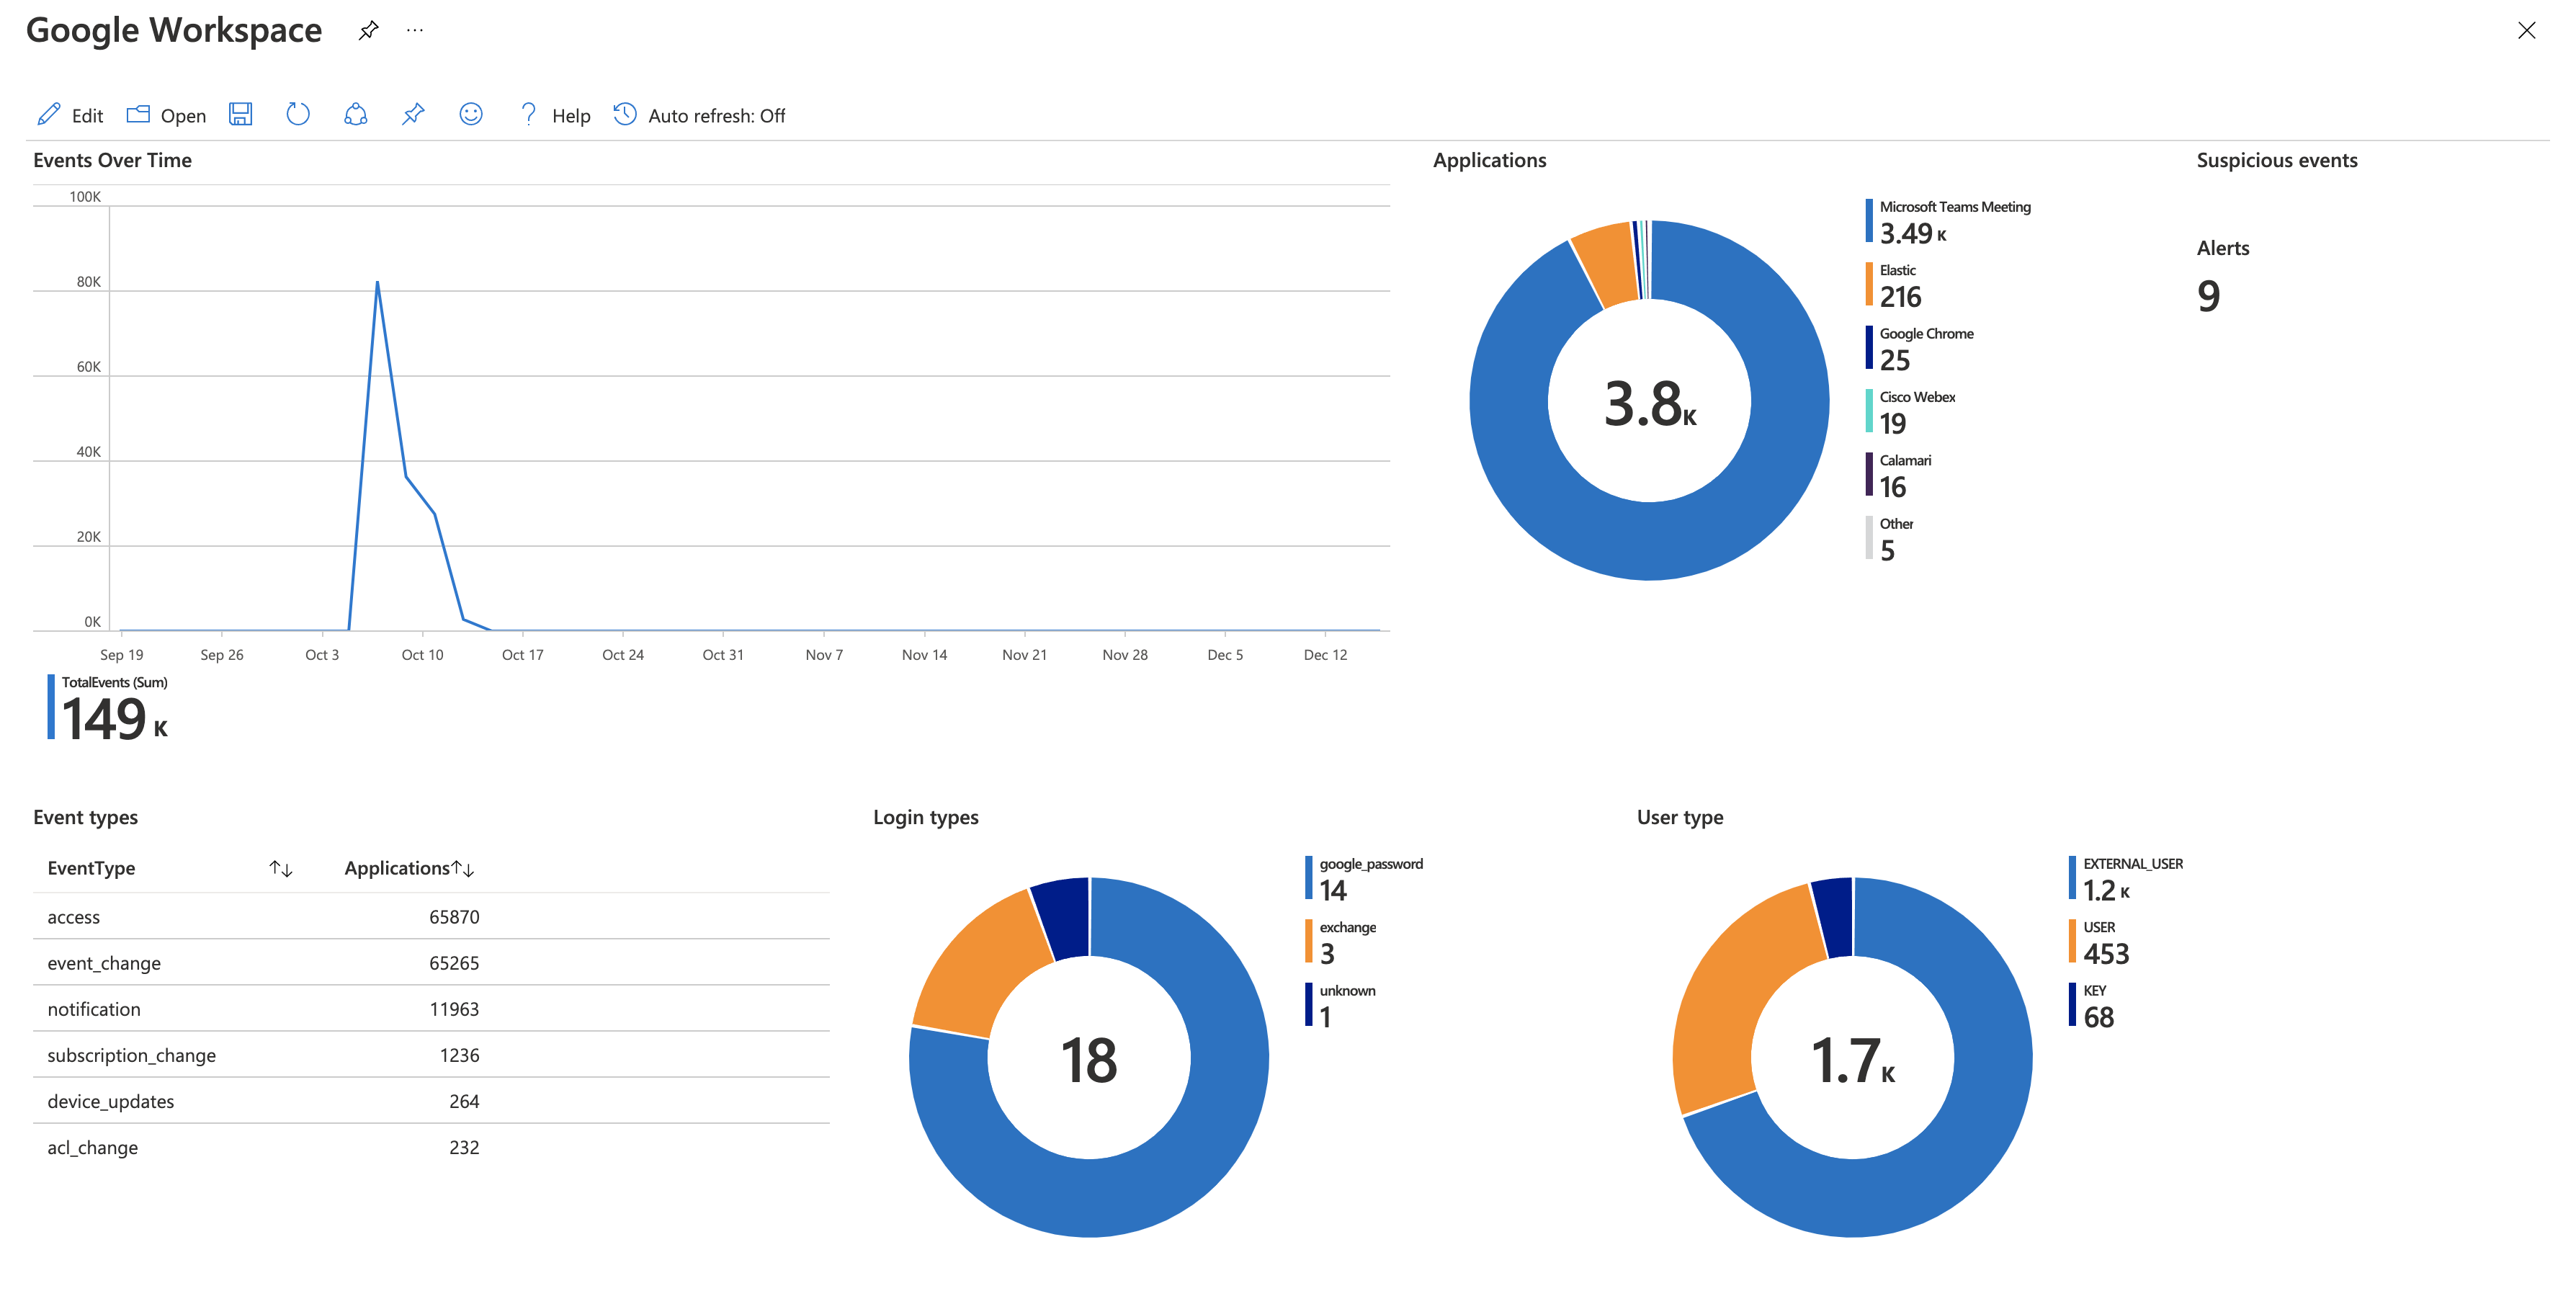 Google Workspace ...
Edit Open Help Auto refresh: Off
Events Over Time
100K
80K
60K
40K
20K
0K
Sep 19 Sep 26 Oct 3 Oct 10 Oct 17 Oct 24 Oct 31 Nov 7 Nov 14 Nov 21 Nov 28 Dec 5 Dec 12
TotalEvents (Sum)
149 K
Applications
3.8K
Microsoft Teams Meeting
3.49 K
Elastic
216
Google Chrome
25
Cisco Webex
19
Calamari
16
Other
5
Suspicious events
Alerts
9
Event types
EventType Applications
access 65870
event_change 65265
notification 11963
subscription_change 1236
device_updates 264
acl_change 232
Login types
18
google_password
14
exchange
3
unknown
1
User type
1.7K
EXTERNAL_USER
1.2 K
USER
453
KEY
68